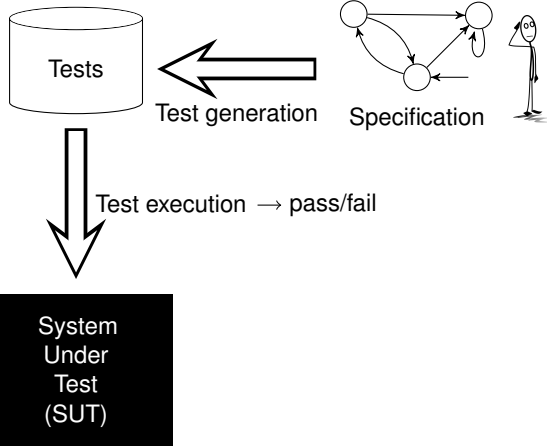 Tests
Test generation
Specification
Test execution → pass/fail
System
Under
Test
(SUT)